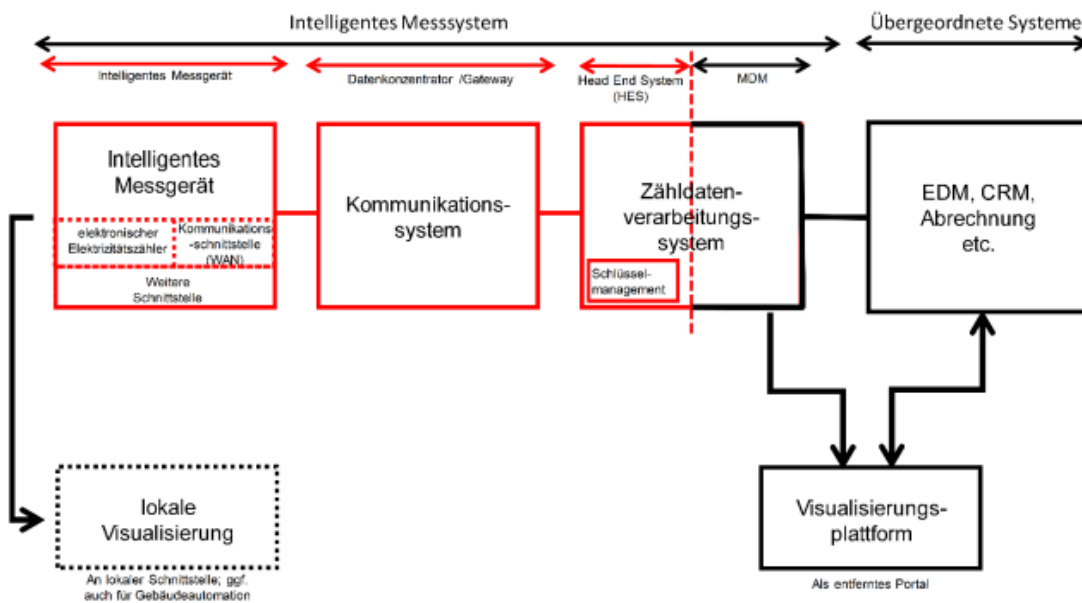 Intelligentes Messsystem
Übergeordnete Systeme
Intelligentes Messgerät
Datenkonzentrator /Gateway
Head End System
(HES)
MDM
Intelligentes
Messgerät
elektronischer
Elektrizitätszähler
Kommunikations
-schnittstelle
(WAN)
Weitere
Schnittstelle
Kommunikations-
system
Zähldaten-
verarbeitungs-
system
Schlüssel-
management
EDM, CRM,
Abrechnung
etc.
lokale
Visualisierung
An lokaler Schnittstelle; ggf.
auch für Gebäudeautomation
Visualisierungs-
plattform
Als entferntes Portal